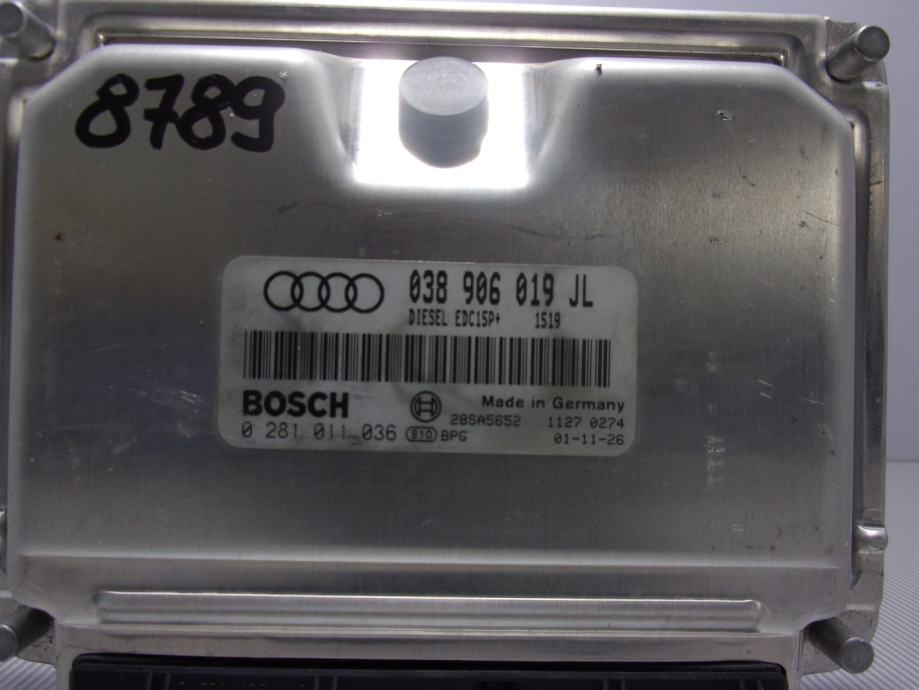 8789
038 906 019 JL
DIESEL EDC15P+ 1519
BOSCH Made in Germany
28SA5652 1127 0274
0 281 011 036 810 BPG 01-11-26